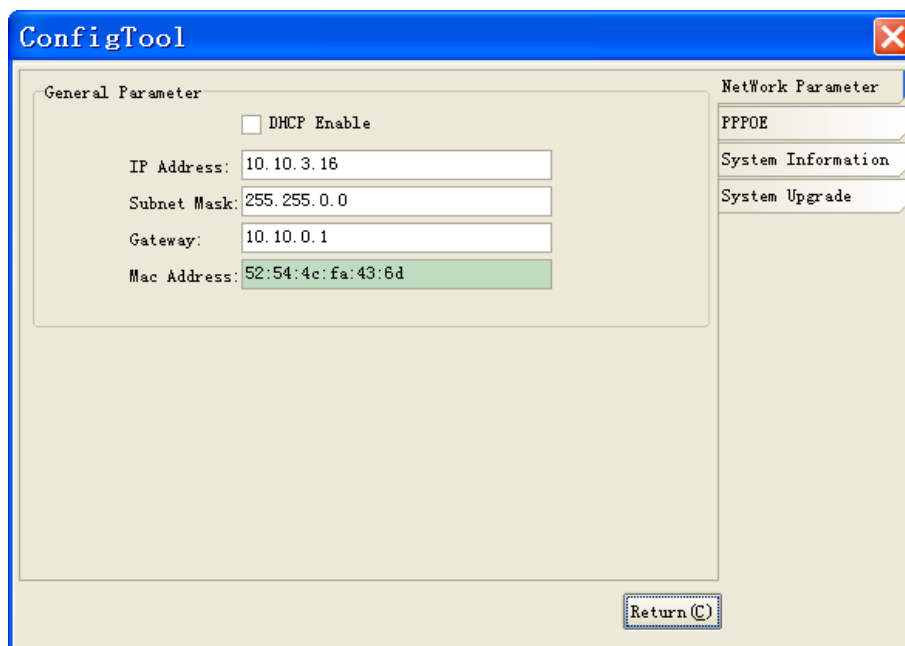 ConfigTool
General Parameter
DHCP Enable
IP Address: 10.10.3.16
Subnet Mask: 255.255.0.0
Gateway: 10.10.0.1
Mac Address: 52:54:4c:fa:43:6d
NetWork Parameter
PPPOE
System Information
System Upgrade
Return(C)